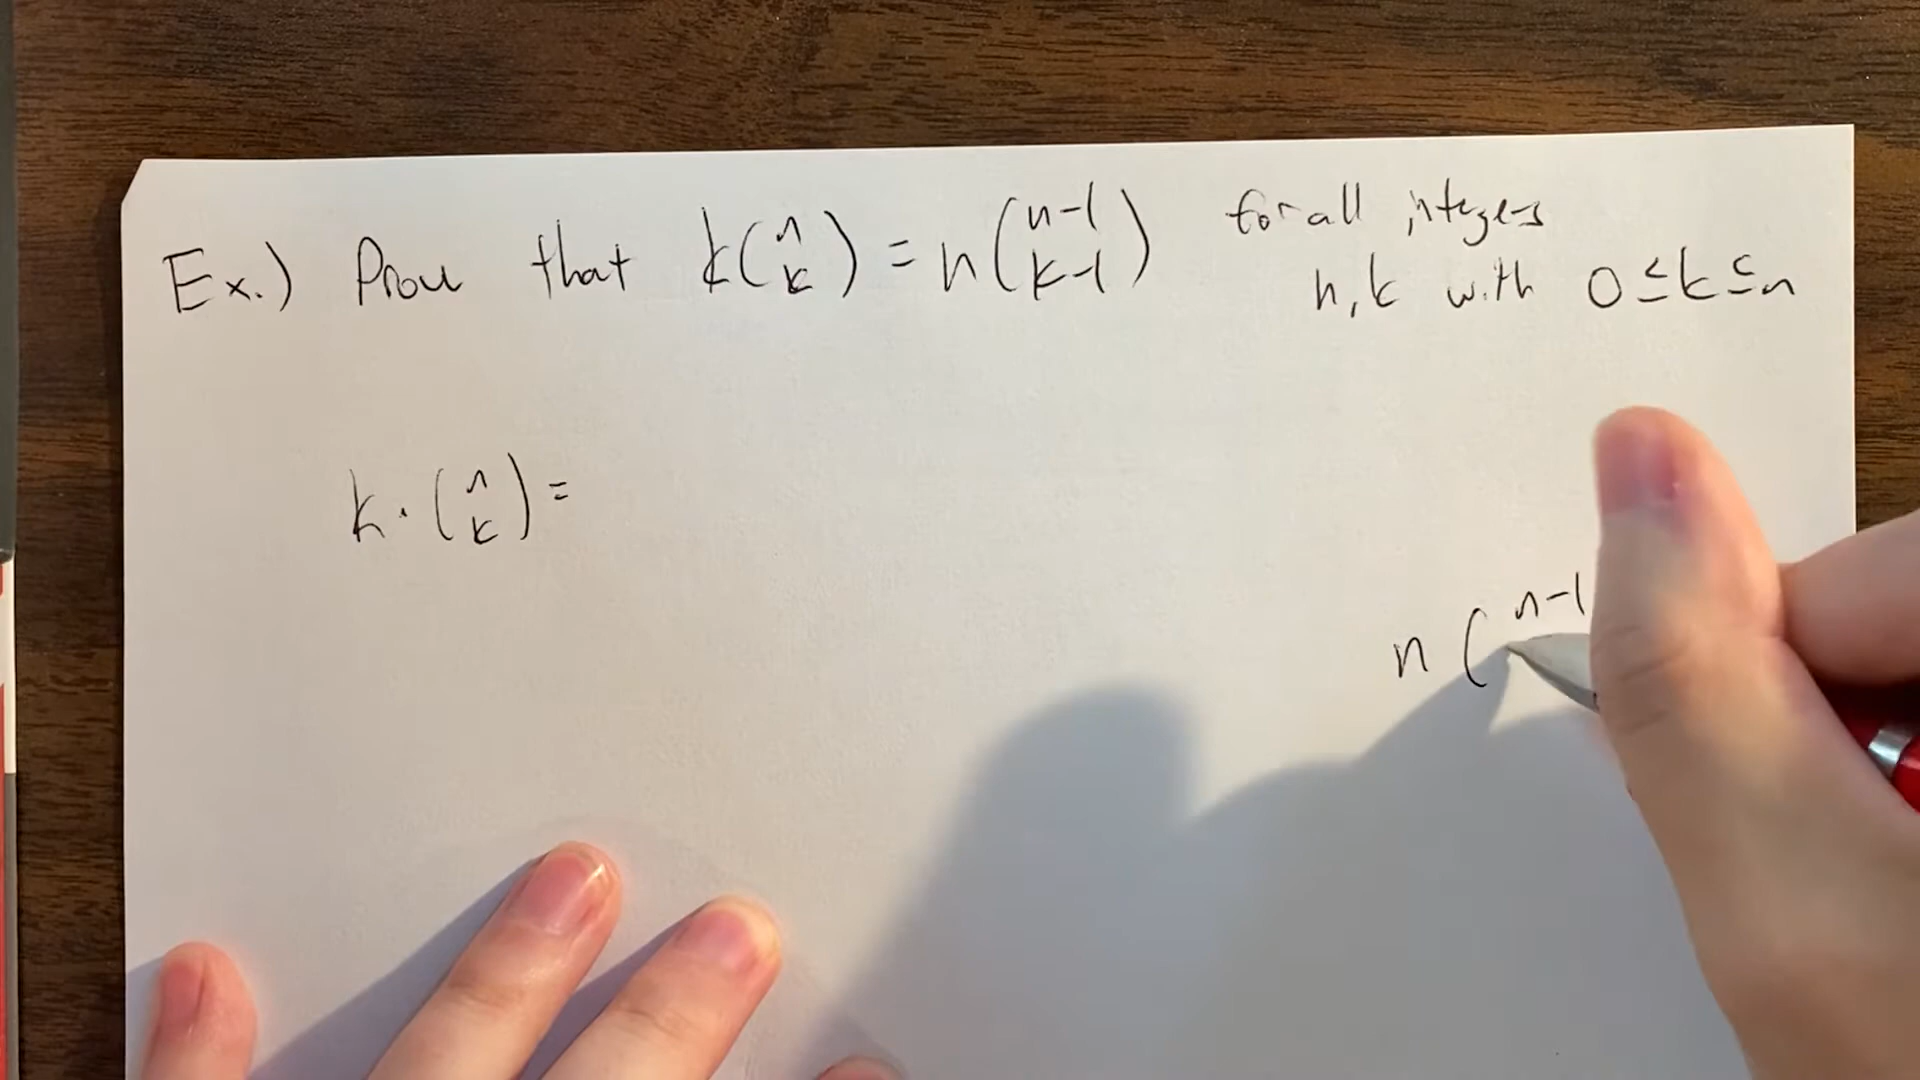 Ex.) Prove that k(n k) = n(n-1 k-1) for all integers
n, k with 0 ≤ k ≤ n
k · (n k) =
n (n-1